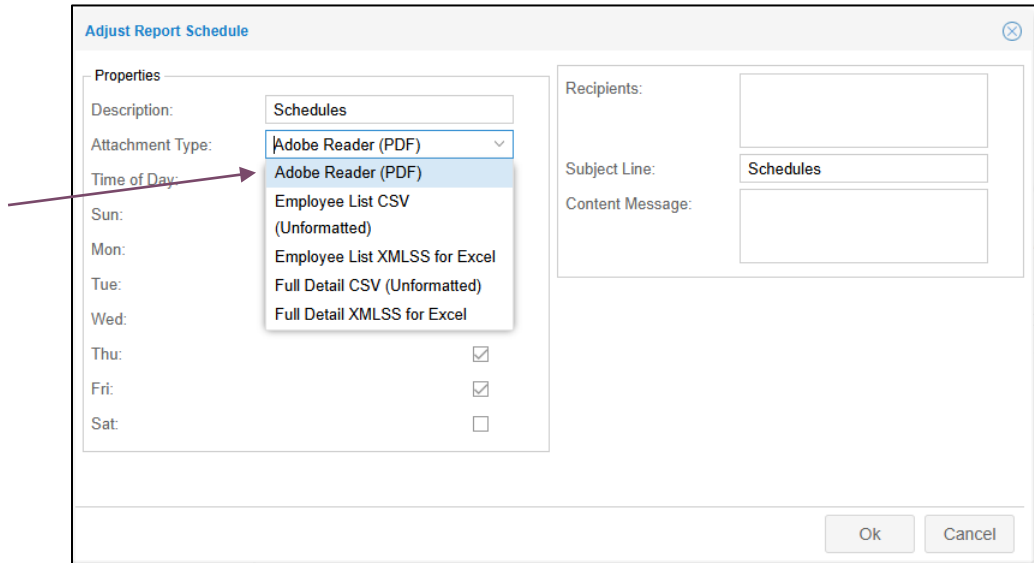 Adjust Report Schedule
Properties
Description:
Schedules
Attachment Type:
Adobe Reader (PDF)
Adobe Reader (PDF)
Employee List CSV
(Unformatted)
Employee List XMLSS for Excel
Full Detail CSV (Unformatted)
Full Detail XMLSS for Excel
Time of Day:
Sun:
Mon:
Tue:
Wed:
Thu:
Fri:
Sat:
Recipients:
Subject Line:
Schedules
Content Message:
Ok
Cancel